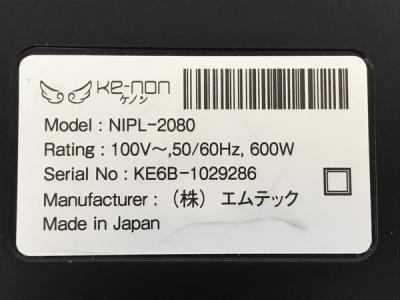 Ke-non
ケノン
Model : NIPL-2080
Rating : 100V～,50/60Hz, 600W
Serial No : KE6B-1029286
Manufacturer : （株）エムテック
Made in Japan